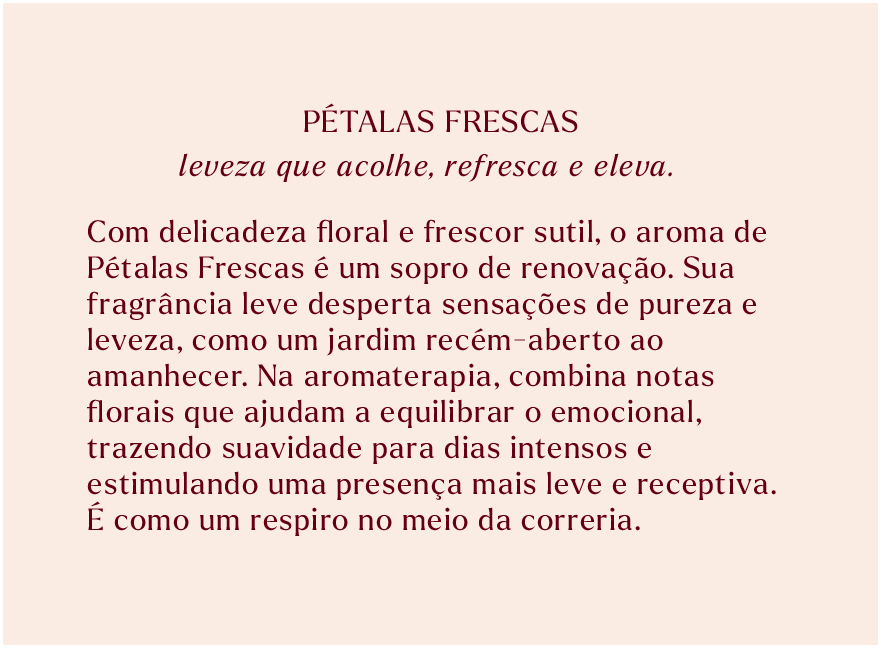 PÉTALAS FRESCAS
leveza que acolhe, refresca e eleva.
Com delicadeza floral e frescor sutil, o aroma de
Pétalas Frescas é um sopro de renovação. Sua
fragrância leve desperta sensações de pureza e
leveza, como um jardim recém-aberto ao
amanhecer. Na aromaterapia, combina notas
florais que ajudam a equilibrar o emocional,
trazendo suavidade para dias intensos e
estimulando uma presença mais leve e receptiva.
É como um respiro no meio da correria.